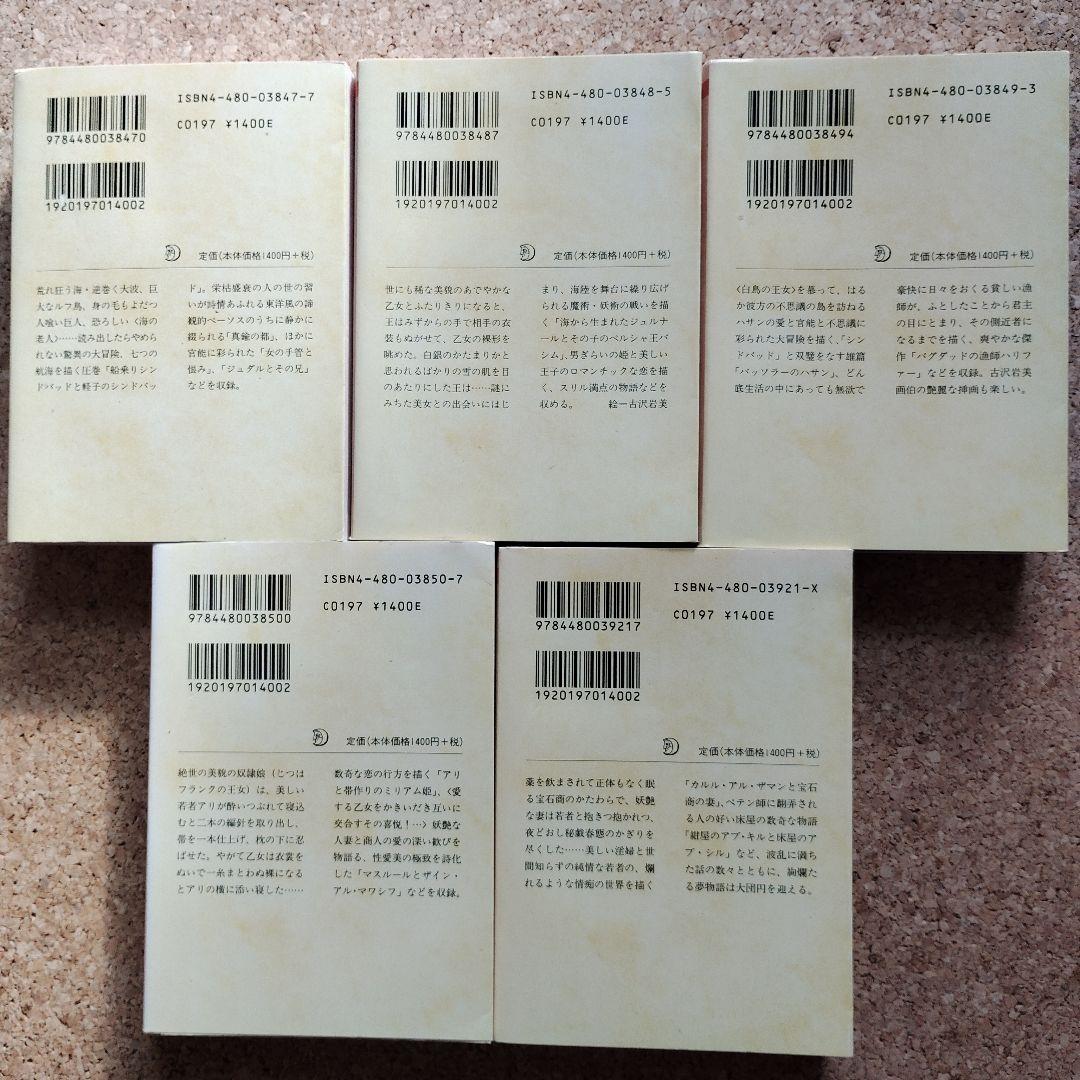 ISBN4-480-03847-7
9784480038470
C0197 ¥1400E
1920197014002
定価(本体価格1400円+税)
荒れ狂う海・逆巻く大波、巨
大なルフ鳥、身の毛もよだつ
人喰い巨人、恐ろしい〈海の
老人〉……読み出したらやめら
れない驚異の大冒険、七つの
航海を描く圧巻「船乗りシン
ドバッドと軽子のシンドバッ
ド」。栄枯盛衰の人の世の習
いが詩情あふれる東洋風の諦
観的ペーソスのうちに静かに
綴られる「真鍮の都」、ほかに
官能に彩られた「女の手管と
恨み」、「ジュダルとその兄」
などを収録。
ISBN4-480-03848-5
9784480038487
C0197 ¥1400E
1920197014002
定価(本体価格1400円+税)
世にも稀な美貌のあでやかな
乙女とふたりきりになると、
王はみずからの手で相手の衣
装もぬがせて、乙女の裸形を
眺めた。白銀のかたまりかと
思われるばかりの雪の肌を目
のあたりにした王は……謎に
みちた美女との出会いにはじ
まり、海陸を舞台に繰り広げ
られる魔術・妖術の戦いを描
く「海から生まれたジュルナ
ールとその子のペルシャ王バ
シム」、男ぎらいの姫と美しい
王子のロマンチックな恋を描
く、スリル満点の物語などを
収める。 絵—古沢岩美
ISBN4-480-03849-3
9784480038494
C0197 ¥1400E
1920197014002
定価(本体価格1400円+税)
〈白鳥の王女〉を慕って、はる
か彼方の不思議の島を訪ねる
ハサンの愛と官能と不思議に
彩られた大冒険を描く、「シン
ドバッド」と双璧をなす雄篇
「バッソラーのハサン」、どん
底生活の中にあっても無欲で
豪快に日々をおくる貧しい漁
師が、ふとしたことから君主
の目にとまり、その側近者に
なるまでを描く、爽やかな傑
作「バグダッドの漁師ハリフ
ァー」などを収録。古沢岩美
画伯の艶麗な挿画も楽しい。
ISBN4-480-03850-7
9784480038500
C0197 ¥1400E
1920197014002
定価(本体価格1400円+税)
絶世の美貌の奴隷娘（じつは
フランクの王女）は、美しい
若者アリが酔いつぶれて寝込
むと二本の編針を取り出し、
帯を一本仕上げ、枕の下に忍
ばせた。やがて乙女は衣裳を
ぬいで一糸まとわぬ裸になる
とアリの横に添い寝した……
数奇な恋の行方を描く「アリ
と帯作りのミリアム姫」、〈愛
する乙女をかきいだき互いに
交合すその喜悦！…〉妖艶な
人妻と商人の愛の深い歓びを
物語る、性愛美の極致を詩化
した「マスルールとザイン・
アル・マワシフ」などを収録。
ISBN4-480-03921-X
9784480039217
C0197 ¥1400E
1920197014002
定価(本体価格1400円+税)
薬を飲まされて正体もなく眠
る宝石商のかたわらで、妖艶
な妻は若者と抱きつ抱かれつ、
夜どおし秘戯春態のかぎりを
尽くした……美しい淫婦と世
間知らずの純情な若者の、爛
れるような情痴の世界を描く
「カルル・アル・ザマンと宝石
商の妻」、ペテン師に翻弄され
る人の好い床屋の数奇な物語
「紺屋のアブ・キルと床屋のア
ブ・シル」など、波乱に満ち
た話の数々とともに、絢爛た
る夢物語は大団円を迎える。